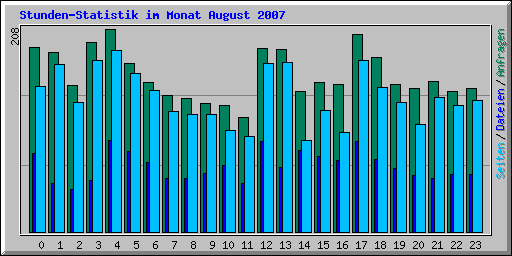 Stunden-Statistik im Monat August 2007
208
Seiten / Dateien / Anfragen
0 1 2 3 4 5 6 7 8 9 10 11 12 13 14 15 16 17 18 19 20 21 22 23